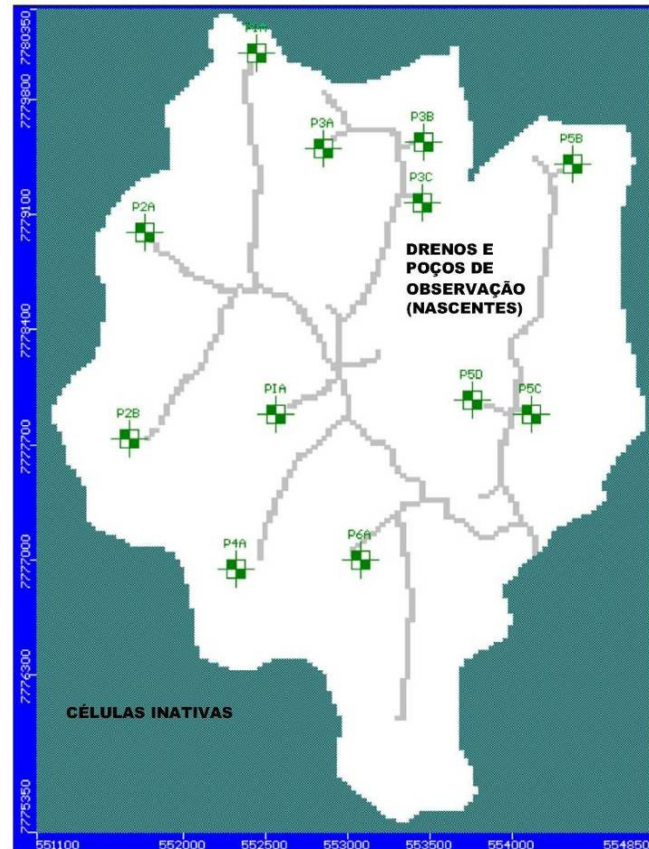 7780350
7779800
P3A
P3B
P5B
P3C
7779100
P2A
DRENOS E
POÇOS DE
OBSERVAÇÃO
(NASCENTES)
7778400
P5D
PIA
P5C
P2B
7777700
P4A
P6A
7777000
7776300
CÉLULAS INATIVAS
7775350
551100 552000 552500 553000 553500 554000 554850